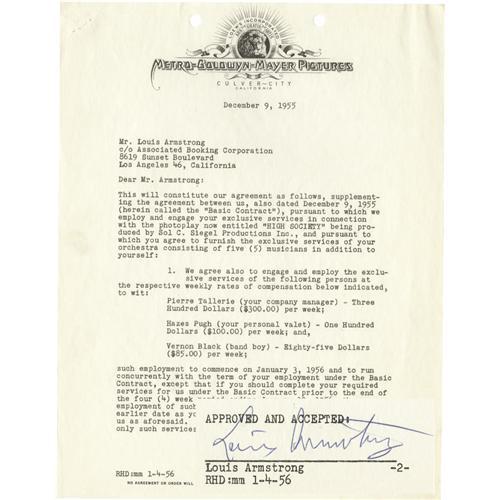 LOEW'S INCORPORATED
METRO-GOLDWYN-MAYER PICTURES
CULVER-CITY
CALIFORNIA
December 9, 1955
Mr. Louis Armstrong
c/o Associated Booking Corporation
8619 Sunset Boulevard
Los Angeles 46, California
Dear Mr. Armstrong:
This will constitute our agreement as follows, supplement-
ing the agreement between us, also dated December 9, 1955
(herein called the "Basic Contract"), pursuant to which we
employ and engage your exclusive services in connection
with the photoplay now entitled "HIGH SOCIETY" being pro-
duced by Sol C. Siegel Productions Inc., and pursuant to
which you agree to furnish the exclusive services of your
orchestra consisting of five (5) musicians in addition to
yourself:
1. We agree also to engage and employ the exclu-
sive services of the following persons at
the respective weekly rates of compensation below indicated,
to wit:
Pierre Tallerie (your company manager) - Three
Hundred Dollars ($300.00) per week;
Hazes Pugh (your personal valet) - One Hundred
Dollars ($100.00) per week; and,
Vernon Black (band boy) - Eighty-five Dollars
($85.00) per week;
such employment to commence on January 3, 1956 and to run
concurrently with the term of your employment under the Basic
Contract, except that if you should complete your required
services for us under the Basic Contract prior to the end of
the four (4) week
employment of such
earlier date as yo
us as aforesaid.
only such services
APPROVED AND ACCEPTED:
Louis Armstrong
Louis Armstrong -2-
RHD:mm 1-4-56
RHD:mm 1-4-56
NO AGREEMENT OR ORDER WILL